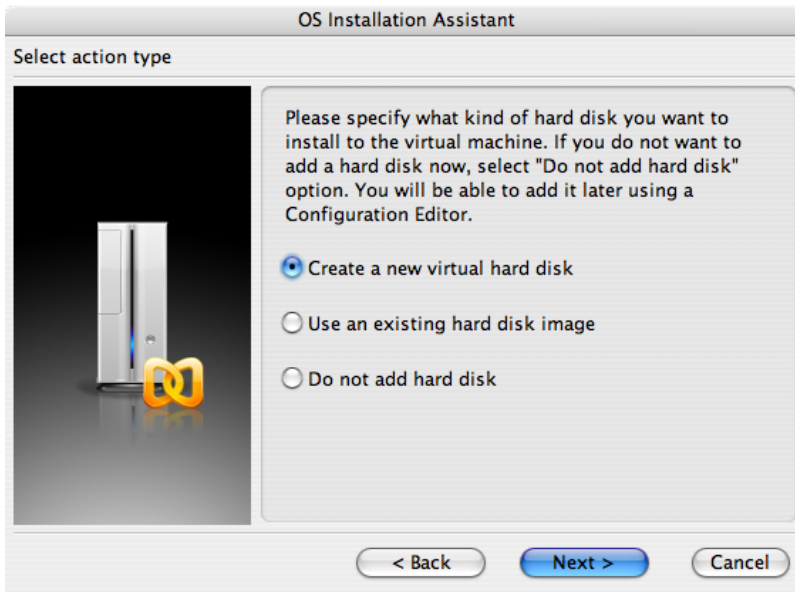 OS Installation Assistant
Select action type
Please specify what kind of hard disk you want to
install to the virtual machine. If you do not want to
add a hard disk now, select "Do not add hard disk"
option. You will be able to add it later using a
Configuration Editor.
Create a new virtual hard disk
Use an existing hard disk image
Do not add hard disk
< Back
Next >
Cancel